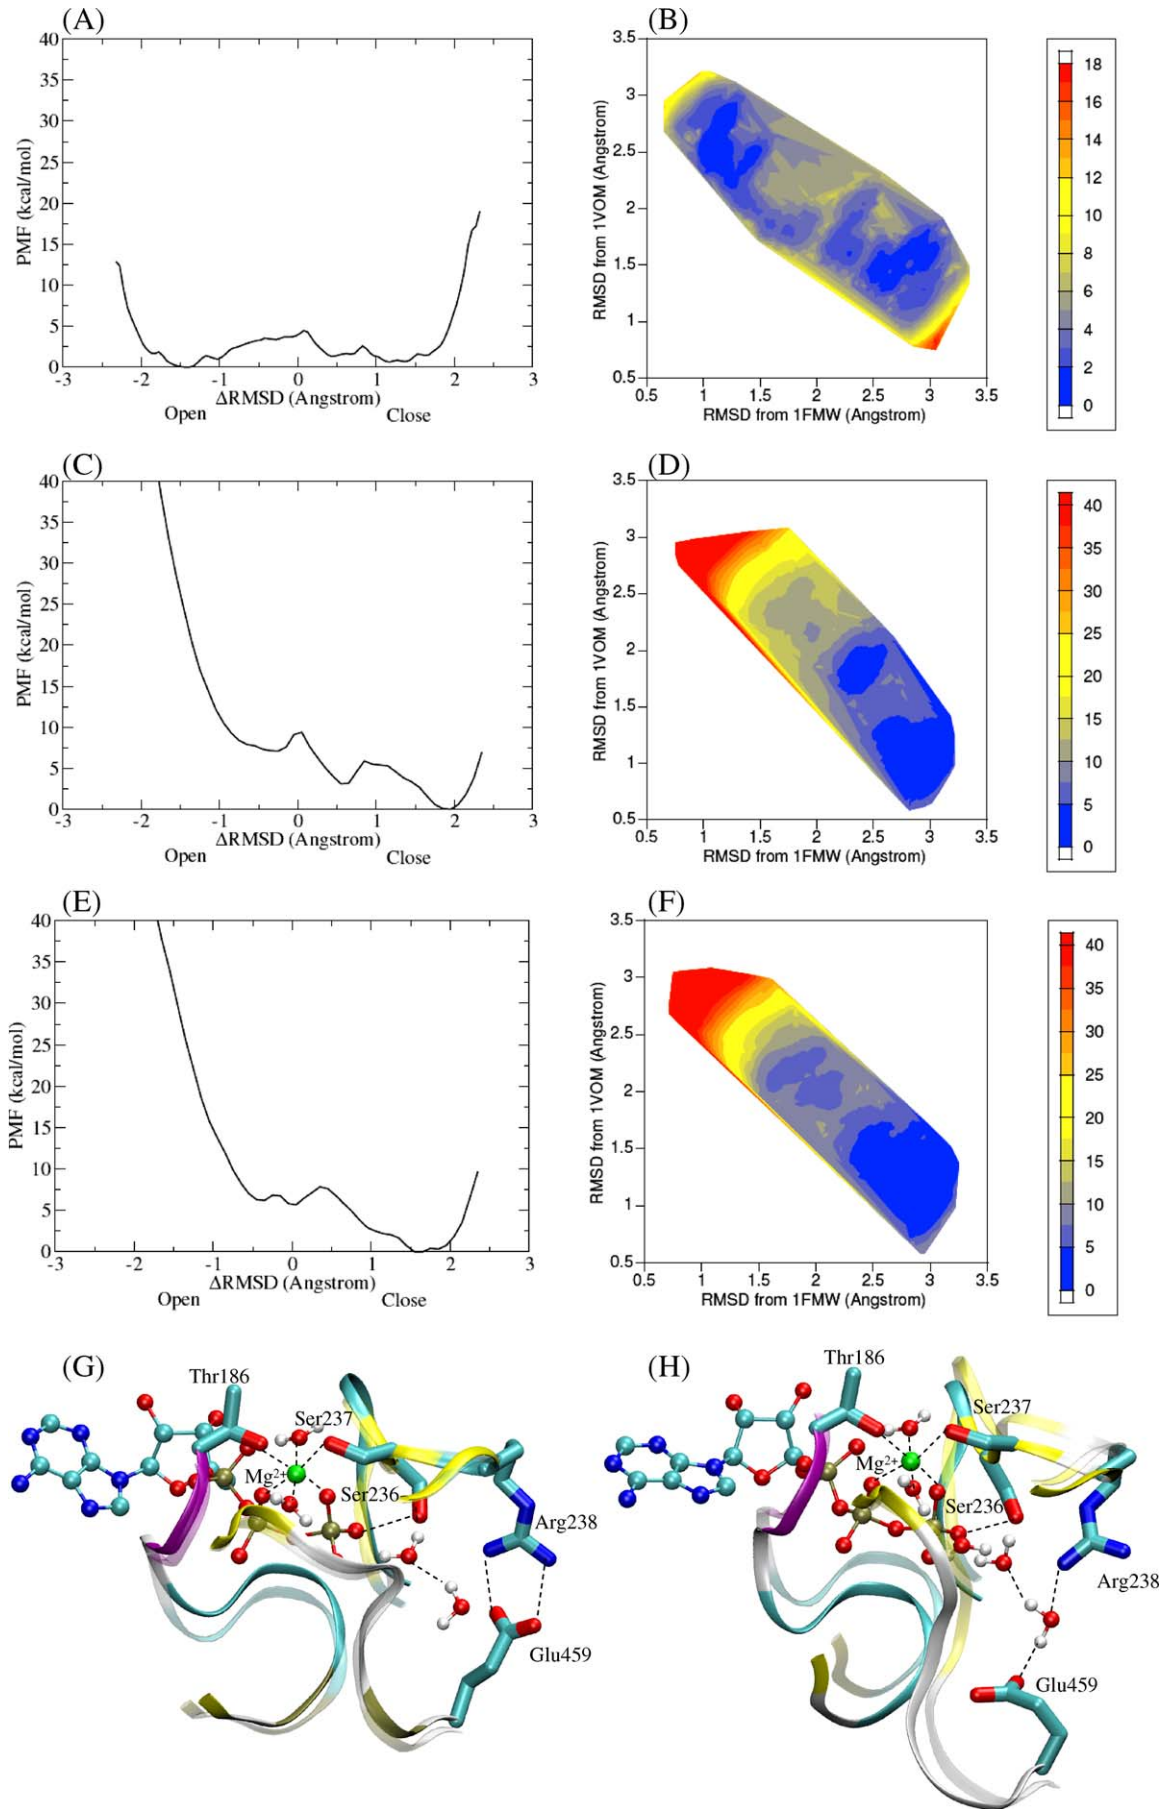 (A)
40
35
30
25
20
15
10
5
0
PMF (kcal/mol)
-3 -2 -1 0 1 2 3
ΔRMSD (Angstrom)
Open Close
(B)
3.5
3
2.5
2
1.5
1
0.5
RMSD from 1VOM (Angstrom)
0.5 1 1.5 2 2.5 3 3.5
RMSD from 1FMW (Angstrom)
18
16
14
12
10
8
6
4
2
0
(C)
40
35
30
25
20
15
10
5
0
PMF (kcal/mol)
-3 -2 -1 0 1 2 3
ΔRMSD (Angstrom)
Open Close
(D)
3.5
3
2.5
2
1.5
1
0.5
RMSD from 1VOM (Angstrom)
0.5 1 1.5 2 2.5 3 3.5
RMSD from 1FMW (Angstrom)
40
35
30
25
20
15
10
5
0
(E)
40
35
30
25
20
15
10
5
0
PMF (kcal/mol)
-3 -2 -1 0 1 2 3
ΔRMSD (Angstrom)
Open Close
(F)
3.5
3
2.5
2
1.5
1
0.5
RMSD from 1VOM (Angstrom)
0.5 1 1.5 2 2.5 3 3.5
RMSD from 1FMW (Angstrom)
40
35
30
25
20
15
10
5
0
(G)
Thr186
Ser237
Mg²⁺
Ser236
Arg238
Glu459
(H)
Thr186
Ser237
Mg²⁺
Ser236
Arg238
Glu459